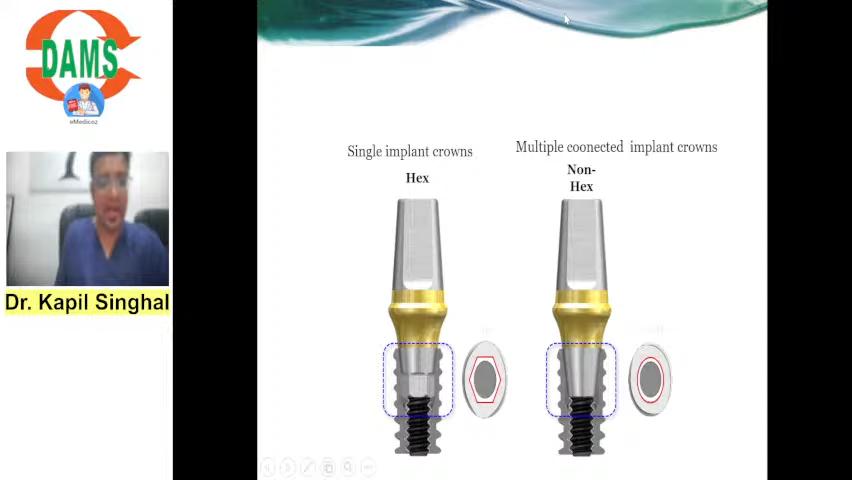 DAMS
eMedicoz
Dr. Kapil Singhal
Single implant crowns
Hex
Multiple coonected implant crowns
Non-
Hex